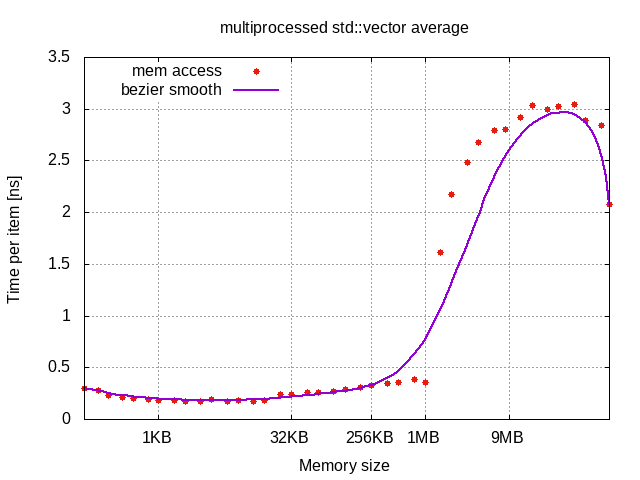 multiprocessed std::vector average
mem access
bezier smooth
3.5
3
2.5
2
1.5
1
0.5
0
Time per item [ns]
1KB 32KB 256KB 1MB 9MB
Memory size